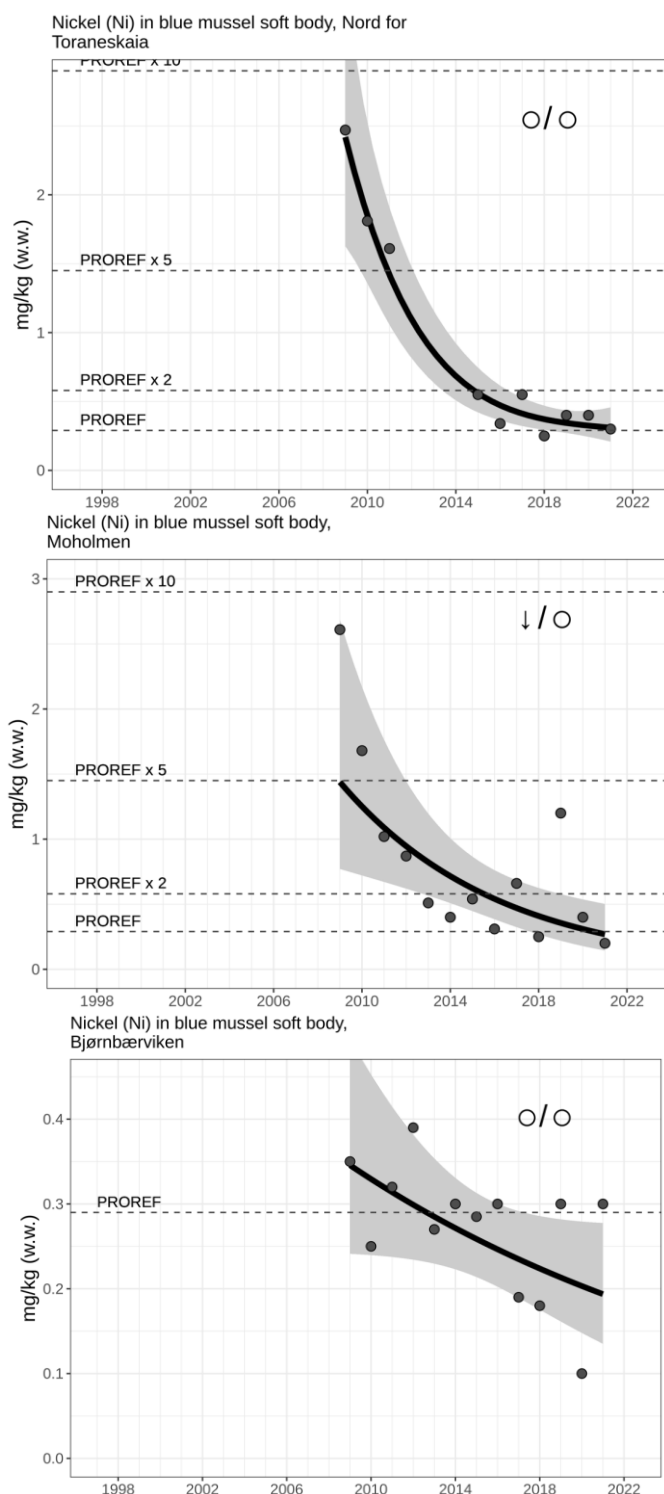 Nickel (Ni) in blue mussel soft body, Nord for
Toraneskaia
PROREF x 10
○/○
2
PROREF x 5
mg/kg (w.w.)
1
PROREF x 2
PROREF
0
1998 2002 2006 2010 2014 2018 2022
Nickel (Ni) in blue mussel soft body,
Moholmen
3
PROREF x 10
↓/○
2
PROREF x 5
mg/kg (w.w.)
1
PROREF x 2
PROREF
0
1998 2002 2006 2010 2014 2018 2022
Nickel (Ni) in blue mussel soft body,
Bjørnbærviken
0.4
○/○
0.3
PROREF
mg/kg (w.w.)
0.2
0.1
0.0
1998 2002 2006 2010 2014 2018 2022